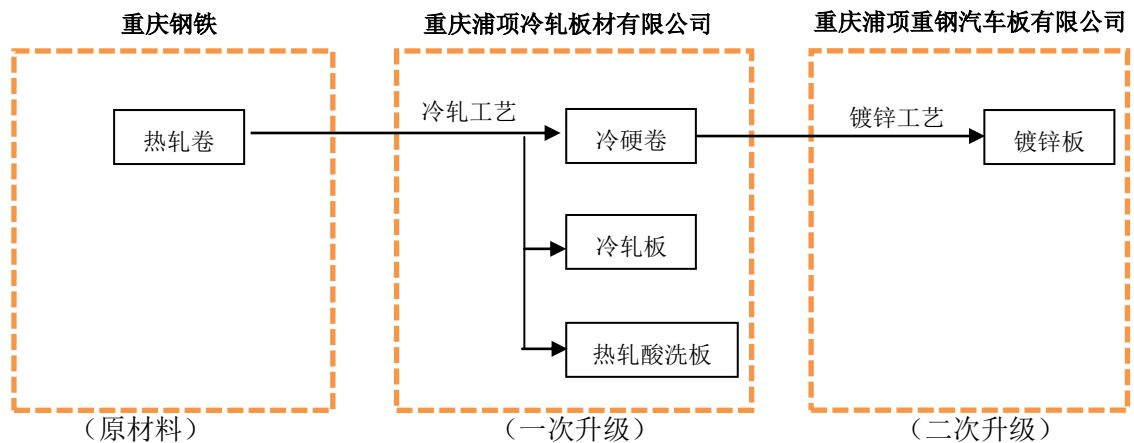 重庆钢铁
重庆浦项冷轧板材有限公司
重庆浦项重钢汽车板有限公司
热轧卷
冷轧工艺
冷硬卷
镀锌工艺
镀锌板
冷轧板
热轧酸洗板
（原材料）
（一次升级）
（二次升级）